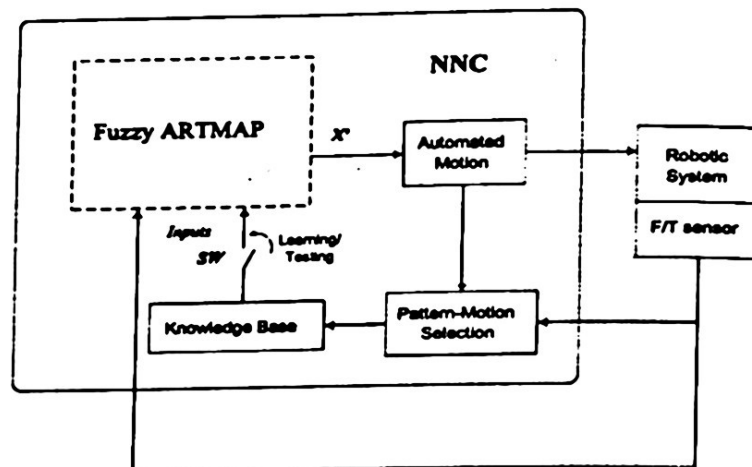 NNC
Fuzzy ARTMAP
X'
Automated
Motion
Robotic
System
F/T sensor
Inputs
SW
Learning/
Testing
Knowledge Base
Pattern-Motion
Selection